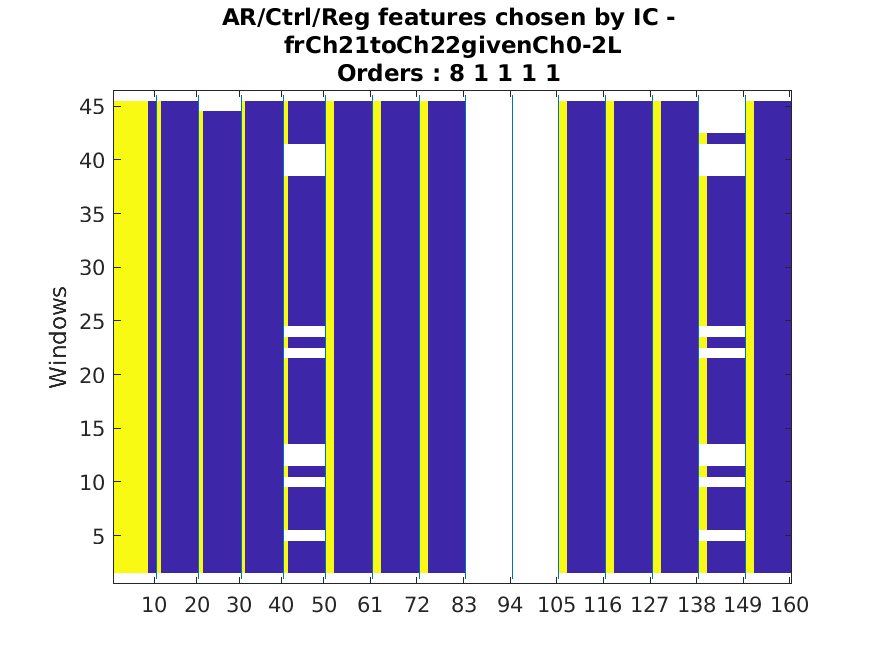 AR/Ctrl/Reg features chosen by IC -
frCh21toCh22givenCh0-2L
Orders : 8 1 1 1 1
45
40
35
30
25
20
15
10
5
Windows
10 20 30 40 50 61 72 83 94 105 116 127 138 149 160